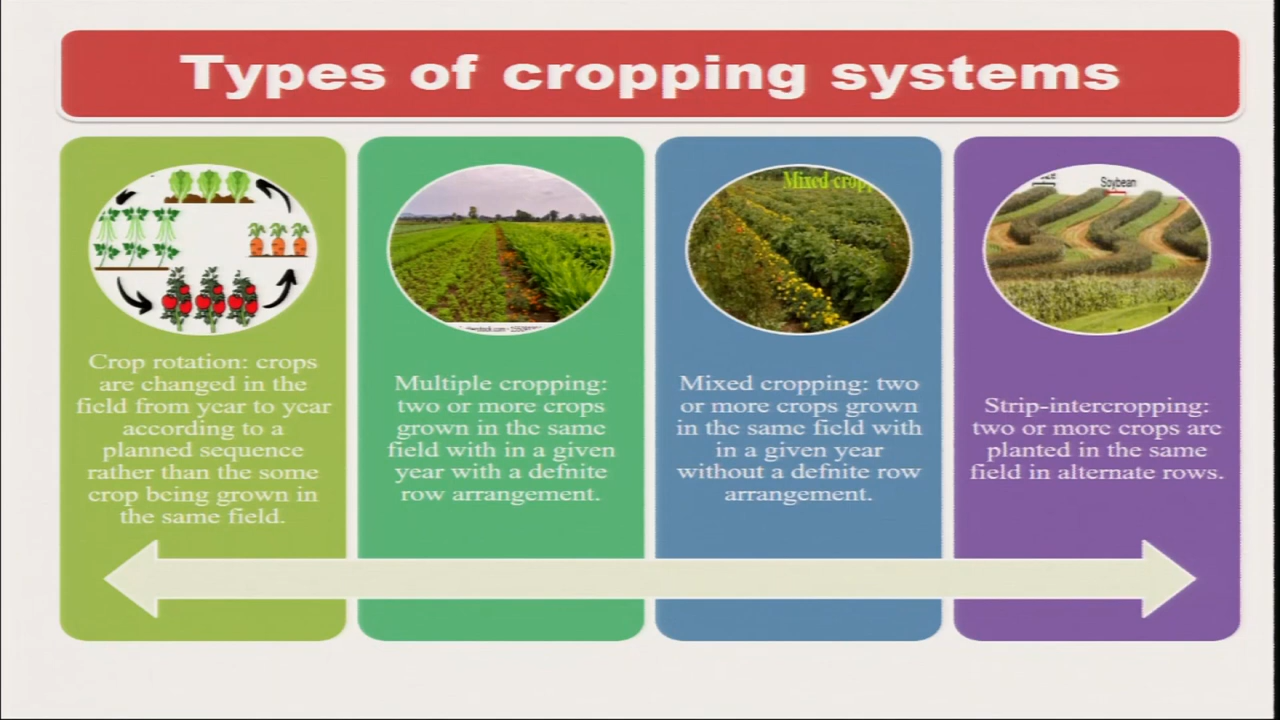 Types of cropping systems
Mixed cropp
Soybean
Crop rotation: crops
are changed in the
field from year to year
according to a
planned sequence
rather than the some
crop being grown in
the same field.
Multiple cropping:
two or more crops
grown in the same
field with in a given
year with a defnite
row arrangement.
Mixed cropping: two
or more crops grown
in the same field with
in a given year
without a defnite row
arrangement.
Strip-intercropping:
two or more crops are
planted in the same
field in alternate rows.